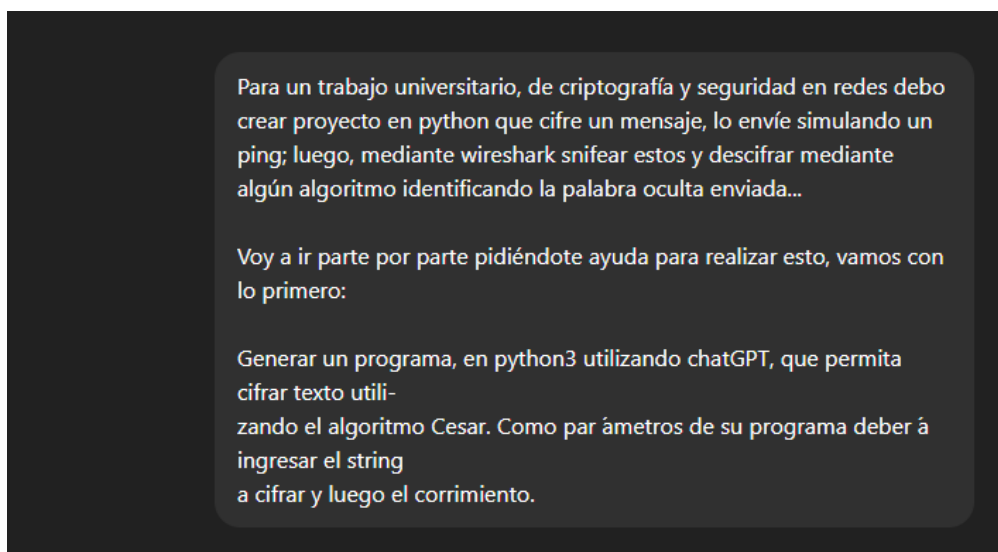 Para un trabajo universitario, de criptografía y seguridad en redes debo
crear proyecto en python que cifre un mensaje, lo envíe simulando un
ping; luego, mediante wireshark snifear estos y descifrar mediante
algún algoritmo identificando la palabra oculta enviada...
Voy a ir parte por parte pidiéndote ayuda para realizar esto, vamos con
lo primero:
Generar un programa, en python3 utilizando chatGPT, que permita
cifrar texto utili-
zando el algoritmo Cesar. Como par ámetros de su programa deber á
ingresar el string
a cifrar y luego el corrimiento.